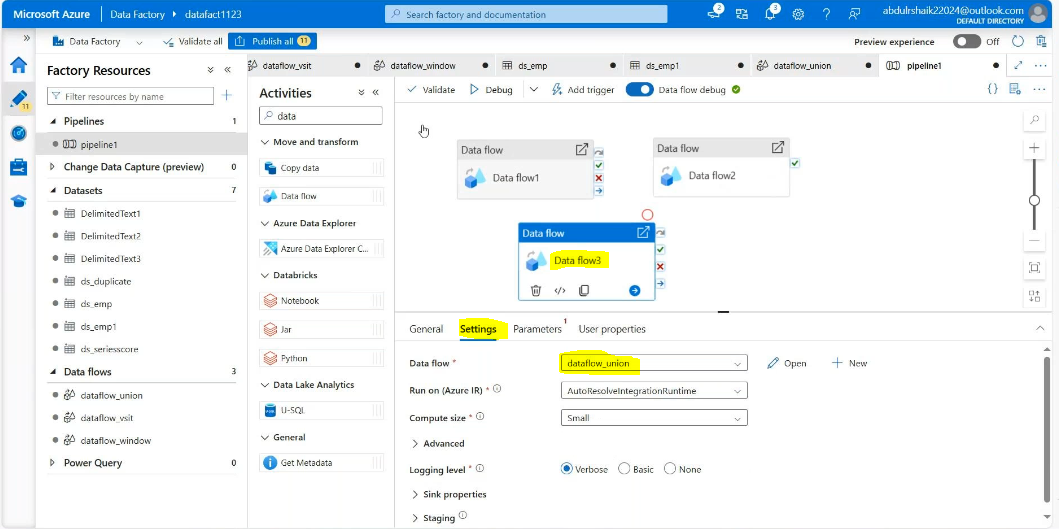 Microsoft Azure | Data Factory ▸ datafact1123
Search factory and documentation
2
3
abdulrshaik22024@outlook.com
DEFAULT DIRECTORY
»
Data Factory
Validate all
Publish all 11
Preview experience
Off
11
Factory Resources
Filter resources by name
Pipelines 1
pipeline1
Change Data Capture (preview) 0
Datasets 7
DelimitedText1
DelimitedText2
DelimitedText3
ds_duplicate
ds_emp
ds_emp1
ds_seriesscore
Data flows 3
dataflow_union
dataflow_vsit
dataflow_window
Power Query 0
dataflow_vsit
dataflow_window
ds_emp
ds_emp1
dataflow_union
pipeline1
Activities
data
Move and transform
Copy data
Data flow
Azure Data Explorer
Azure Data Explorer C...
Databricks
Notebook
Jar
Python
Data Lake Analytics
U-SQL
General
Get Metadata
Validate
Debug
Add trigger
Data flow debug
Data flow
Data flow1
Data flow
Data flow2
Data flow
Data flow3
General
Settings
Parameters 1
User properties
Data flow *
dataflow_union
Open
New
Run on (Azure IR) *
AutoResolveIntegrationRuntime
Compute size *
Small
Advanced
Logging level *
Verbose
Basic
None
Sink properties
Staging